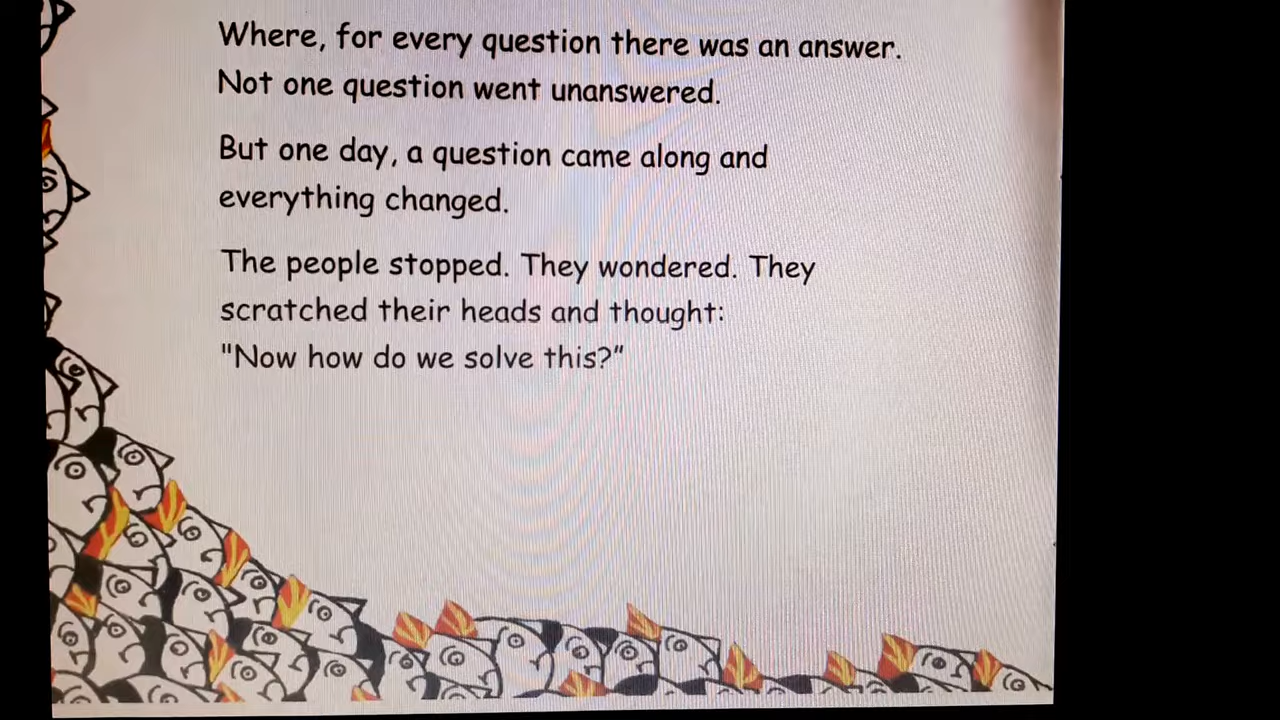 Where, for every question there was an answer.
Not one question went unanswered.
But one day, a question came along and
everything changed.
The people stopped. They wondered. They
scratched their heads and thought:
"Now how do we solve this?"